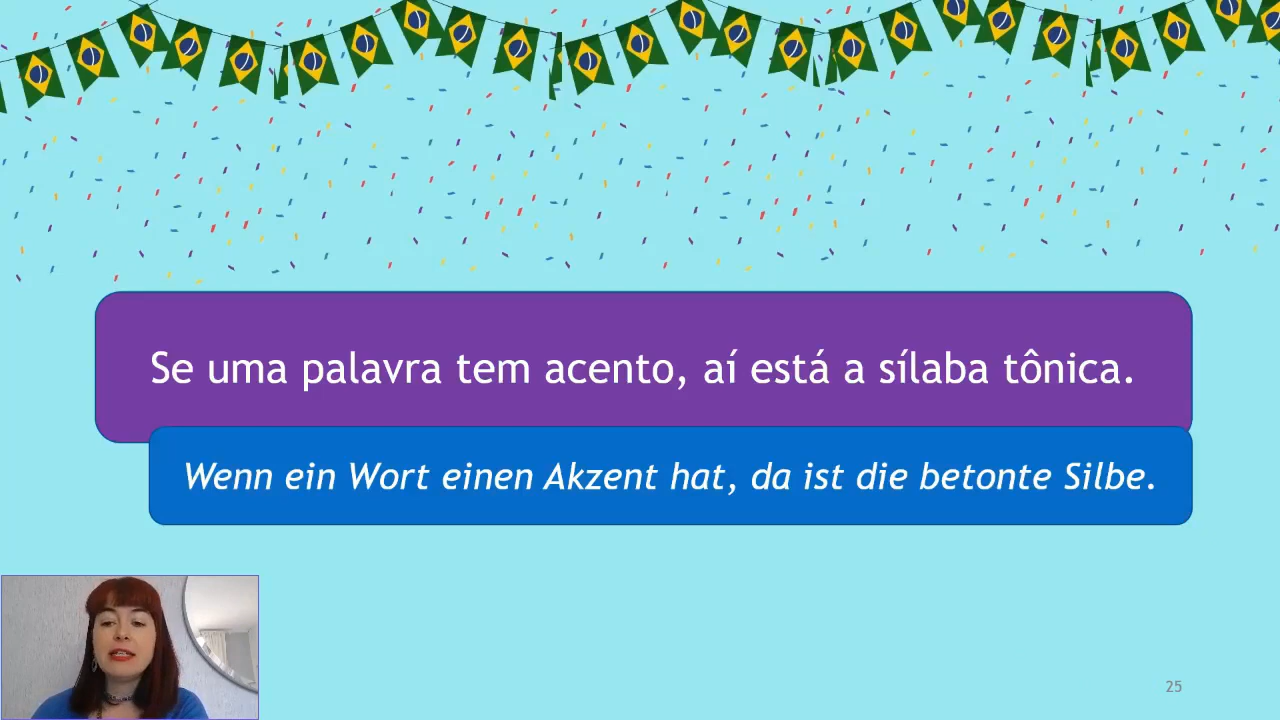 Se uma palavra tem acento, aí está a sílaba tônica.
Wenn ein Wort einen Akzent hat, da ist die betonte Silbe.
25